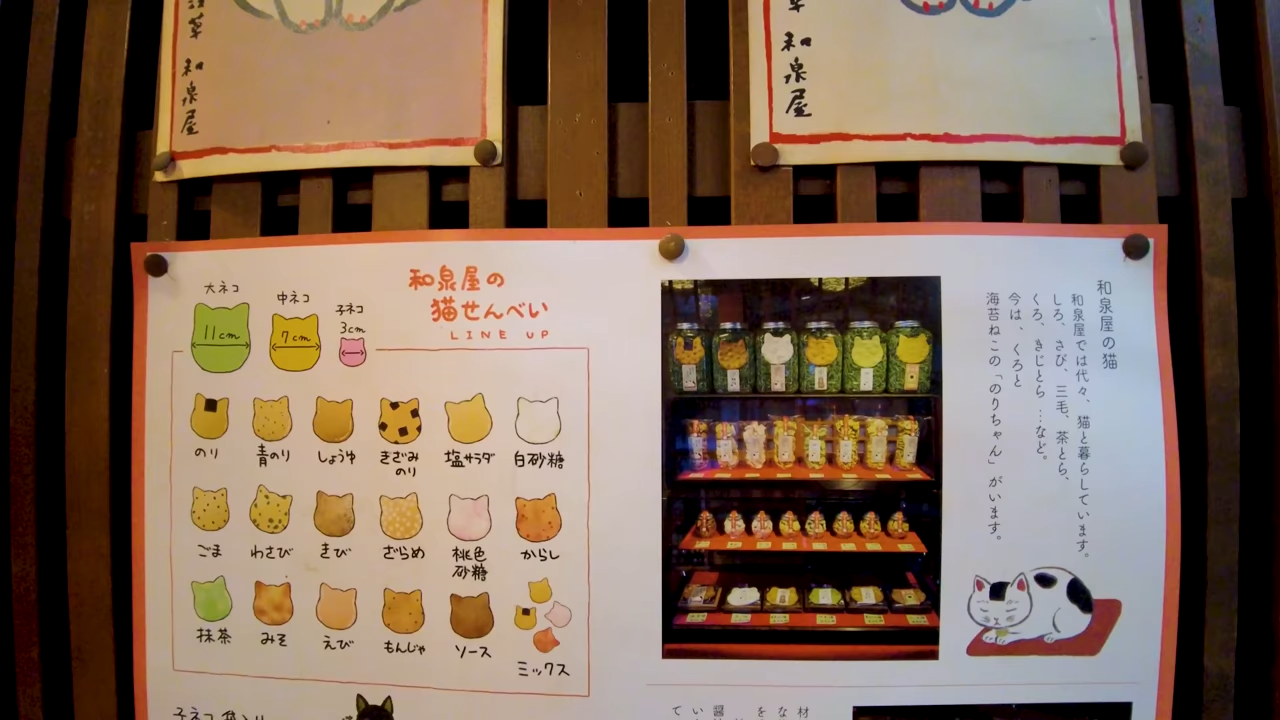 和泉屋
和泉屋
大ネコ
11cm
中ネコ
7cm
子ネコ
3cm
和泉屋の
猫せんべい
LINE UP
のり
青のり
しょうゆ
きざみ
のり
塩サラダ
白砂糖
ごま
わさび
きび
ざらめ
桃色
砂糖
からし
抹茶
みそ
えび
もんじゃ
ソース
ミックス
和泉屋の猫
和泉屋では代々、猫と暮らしています。
しろ、さび、三毛、茶とら、
くろ、きじとら…など。
今は、くろと
海苔ねこの「のりちゃん」がいます。